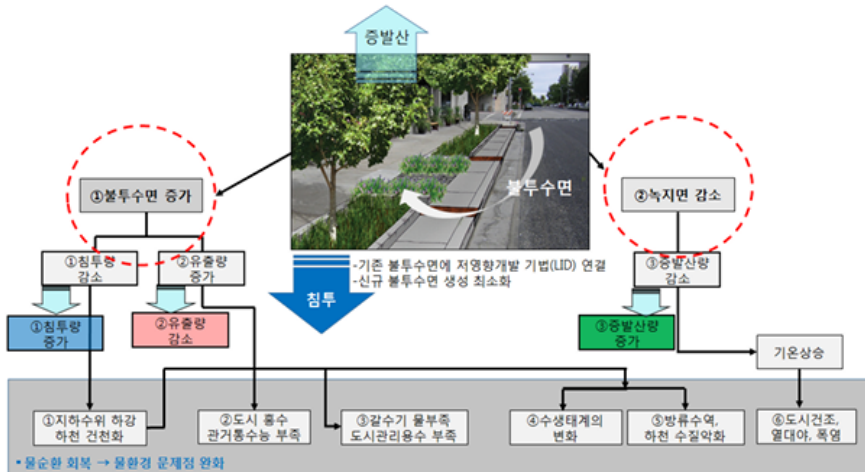 증발산
불투수면
①불투수면 증가
②녹지면 감소
①침투량
감소
②유출량
증가
-기존 불투수면에 저영향개발 기법(LID) 연결
-신규 불투수면 생성 최소화
③증발산량
감소
침투
①침투량
증가
②유출량
감소
③증발산량
증가
기온상승
①지하수위 하강
하천 건천화
②도시 홍수
관거통수능 부족
③갈수기 물부족
도시관리용수 부족
④수생태계의
변화
⑤방류수역,
하천 수질악화
⑥도시건조,
열대야, 폭염
▪ 물순환 회복 → 물환경 문제점 완화